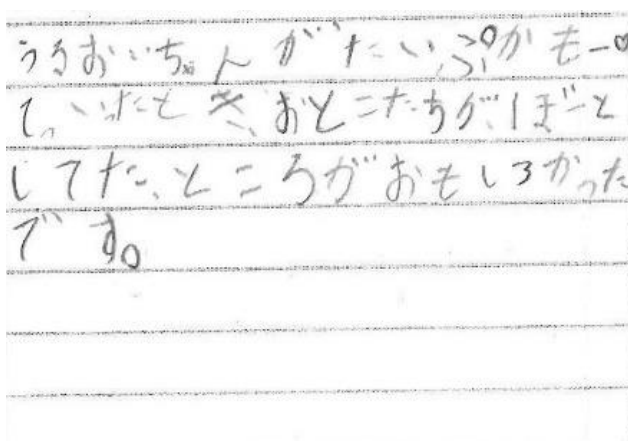 うるおいちゃんがたいぷかもー♡
って、いったとき、おとこたちが、ぼーと
してた、ところがおもしろかった
です。